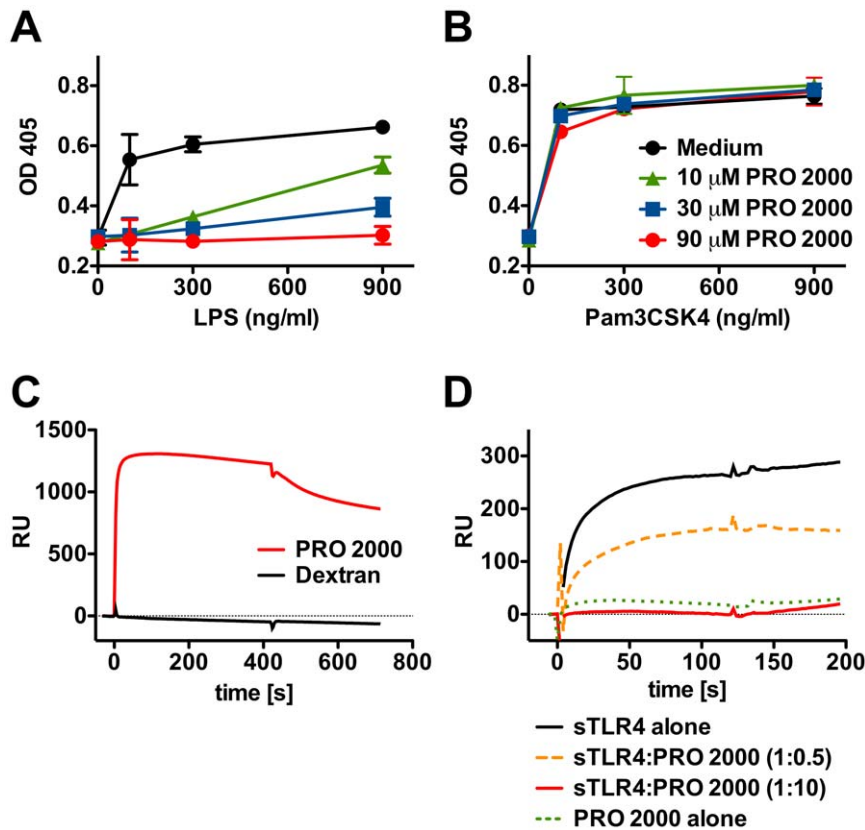 A
0.8
0.6
0.4
0.2
OD 405
0 300 600 900
LPS (ng/ml)
B
0.8
0.6
0.4
0.2
OD 405
Medium
10 μM PRO 2000
30 μM PRO 2000
90 μM PRO 2000
0 300 600 900
Pam3CSK4 (ng/ml)
C
1500
1000
500
0
RU
PRO 2000
Dextran
0 200 400 600 800
time [s]
D
300
200
100
0
RU
0 50 100 150 200
time [s]
sTLR4 alone
sTLR4:PRO 2000 (1:0.5)
sTLR4:PRO 2000 (1:10)
PRO 2000 alone